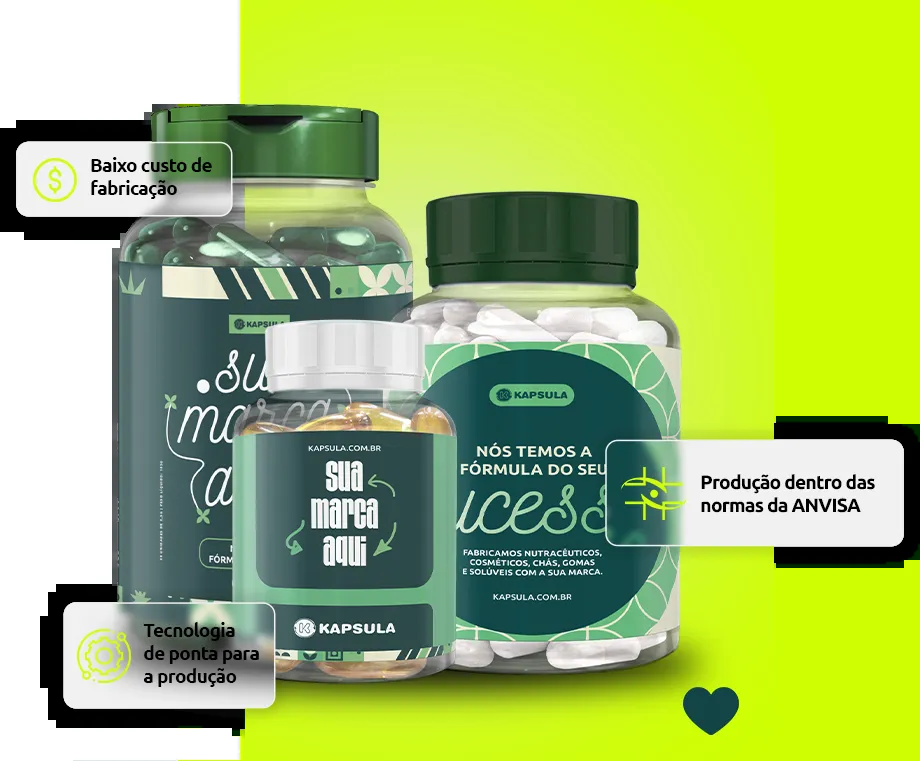 Baixo custo de
fabricação
KAPSULA
marca
KAPSULA.COM.BR
sua
marca
aqui
KAPSULA
KAPSULA
NÓS TEMOS A
FÓRMULA DO SEU
FABRICAMOS NUTRACÊUTICOS,
COSMÉTICOS, CHÁS, GOMAS
E SOLÚVEIS COM A SUA MARCA.
KAPSULA.COM.BR
Produção dentro das
normas da ANVISA
Tecnologia
de ponta para
a produção